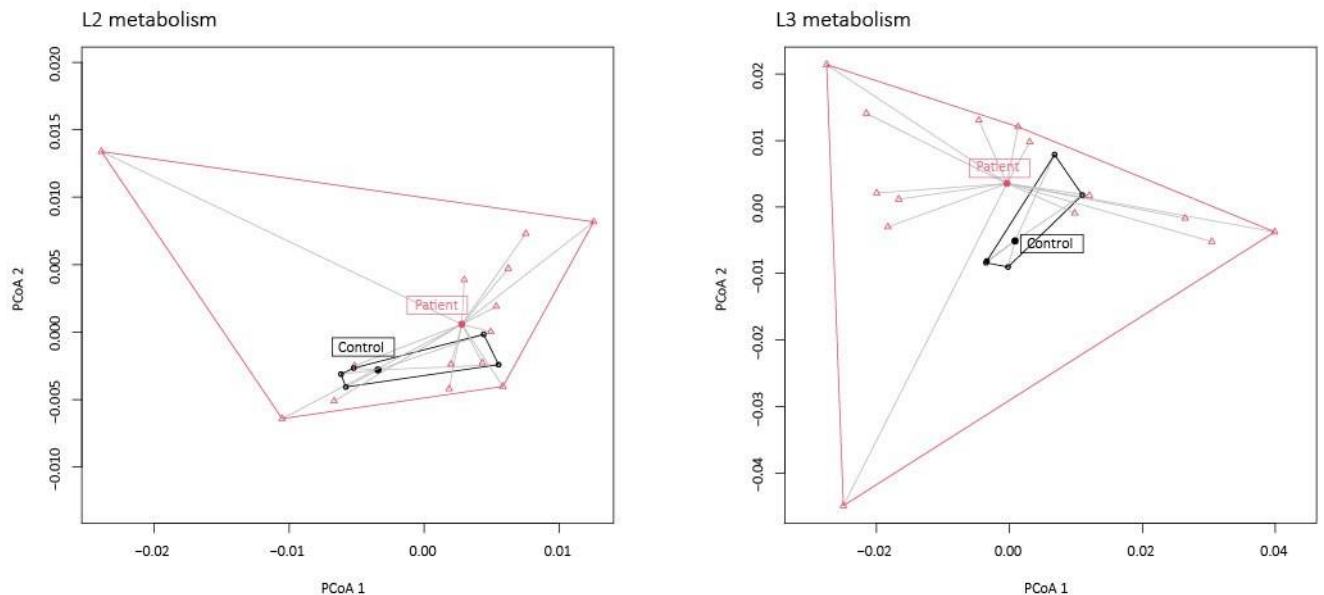 L2 metabolism
PCoA 2
0.020
0.015
0.010
0.005
0.000
−0.005
−0.010
Patient
Control
−0.02
−0.01
0.00
0.01
PCoA 1
L3 metabolism
PCoA 2
0.02
0.01
0.00
−0.01
−0.02
−0.03
−0.04
Patient
Control
−0.02
0.00
0.02
0.04
PCoA 1